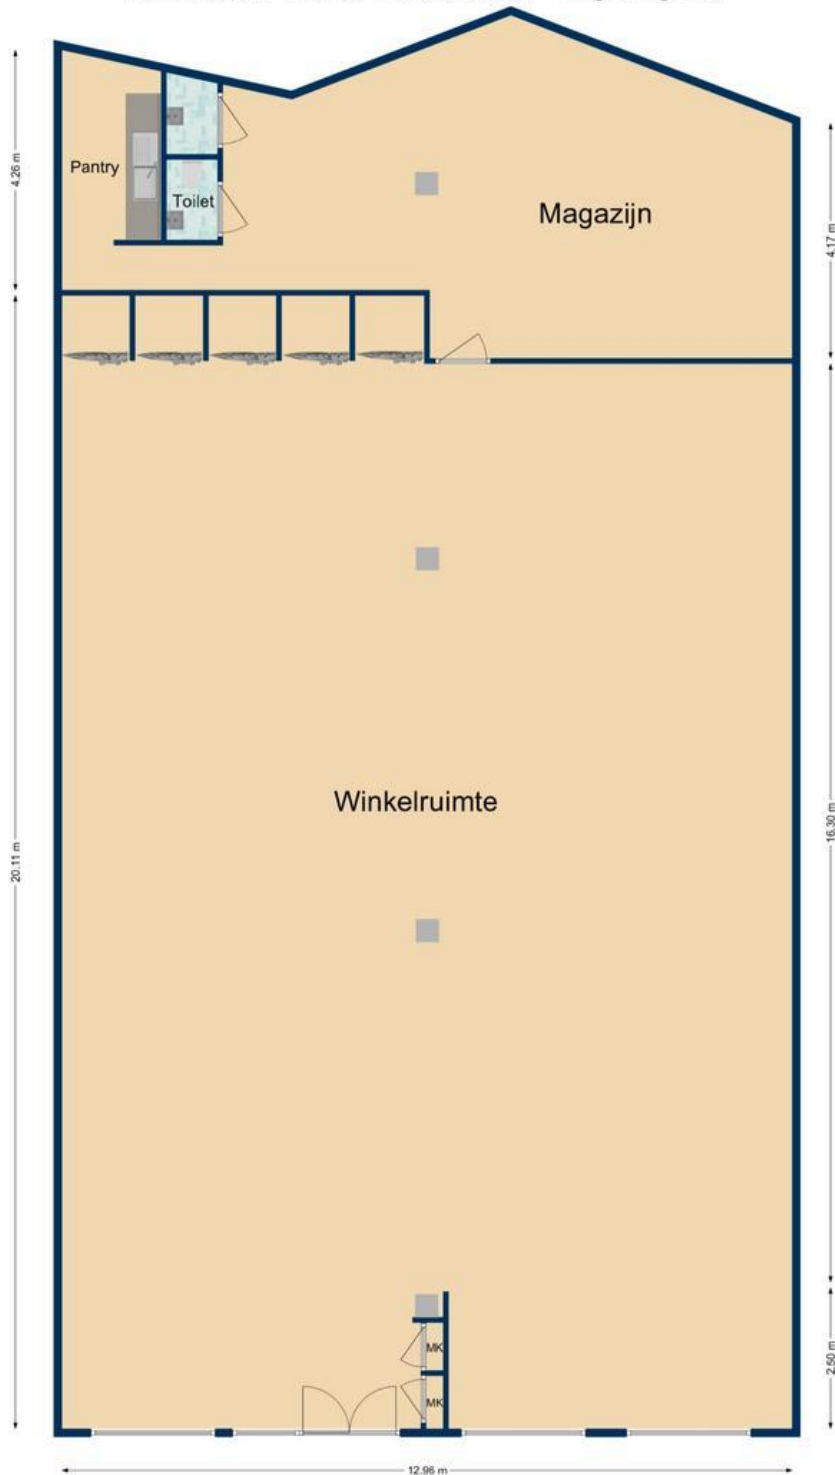 4.26 m
Pantry
Toilet
Magazijn
4.17 m
Winkelruimte
20.11 m
16.30 m
MK
MK
2.50 m
12.96 m